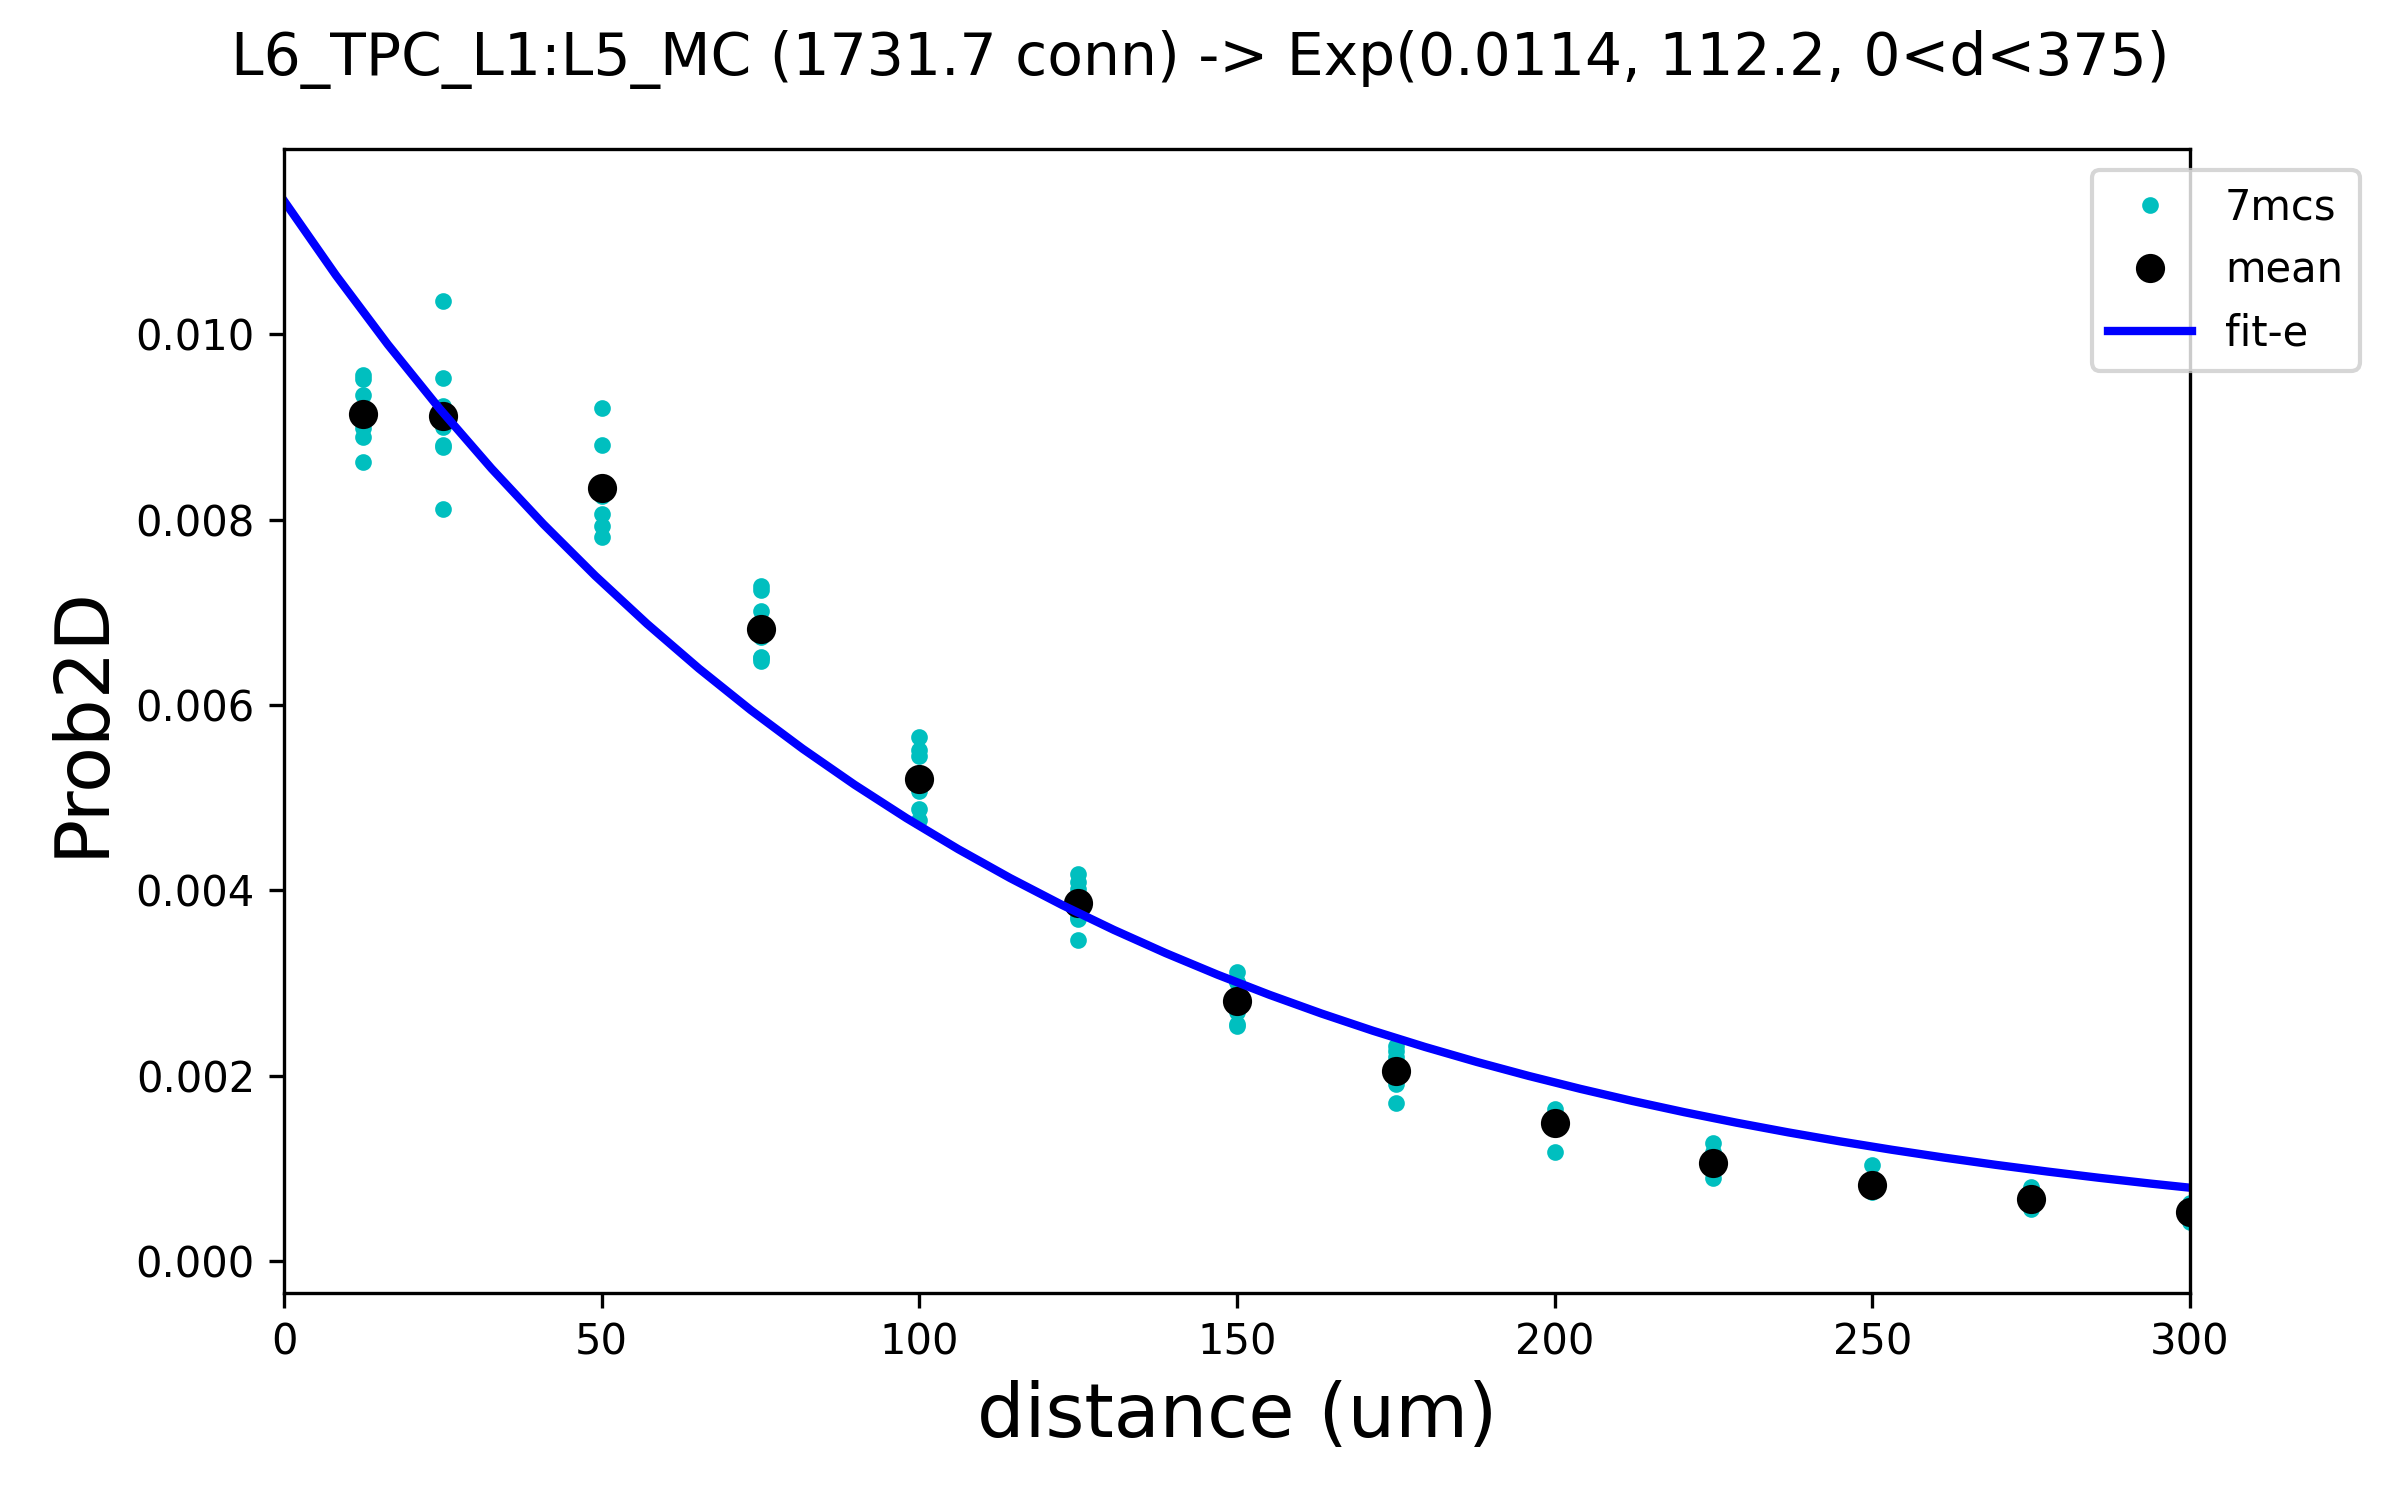 L6_TPC_L1:L5_MC (1731.7 conn) -> Exp(0.0114, 112.2, 0<d<375)
7mcs
mean
fit-e
0.010
0.008
0.006
0.004
0.002
0.000
Prob2D
0 50 100 150 200 250 300
distance (um)